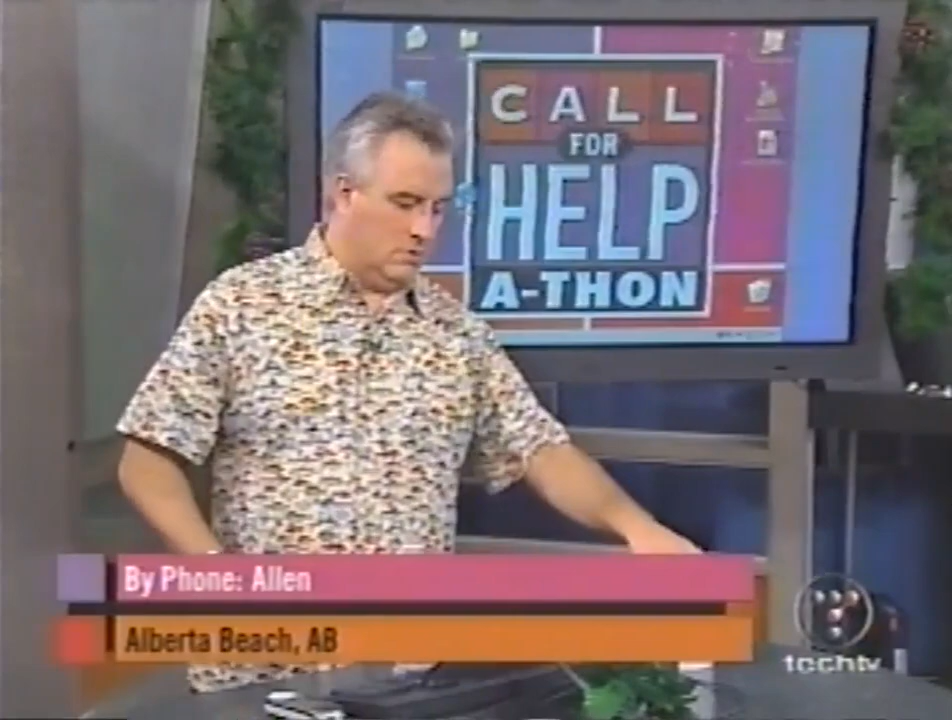 CALL
FOR
HELP
A-THON
By Phone: Allen
Alberta Beach, AB
techtv